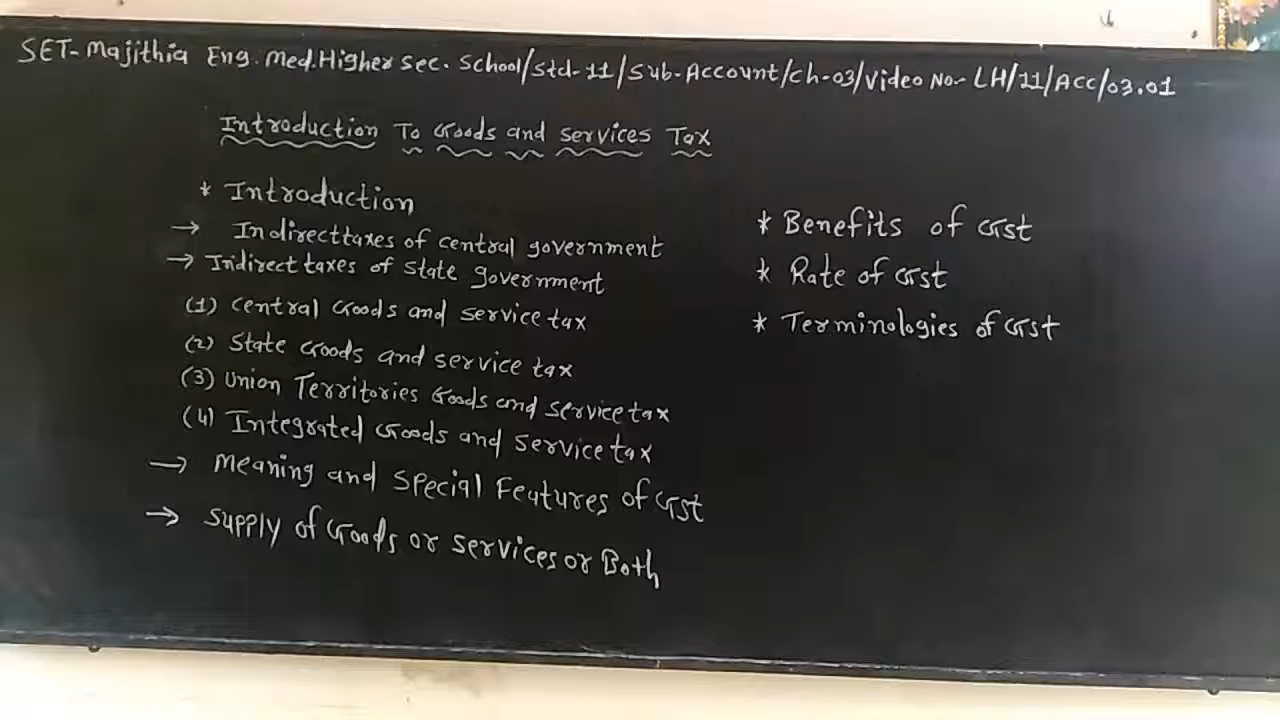 SET-Majithia Eng. Med. Higher Sec. School/Std-11/Sub-Account/Ch-03/Video No.- LH/11/Acc/03.01
Introduction To Goods and services Tax
* Introduction
→ Indirecttaxes of central government
→ Indirect taxes of state government
(1) central Goods and service tax
(2) State Goods and service tax
(3) Union Territories Goods and service tax
(4) Integrated Goods and service tax
→ Meaning and special Features of Gst
→ supply of Goods or services or Both
* Benefits of Gst
* Rate of Gst
* Terminologies of Gst